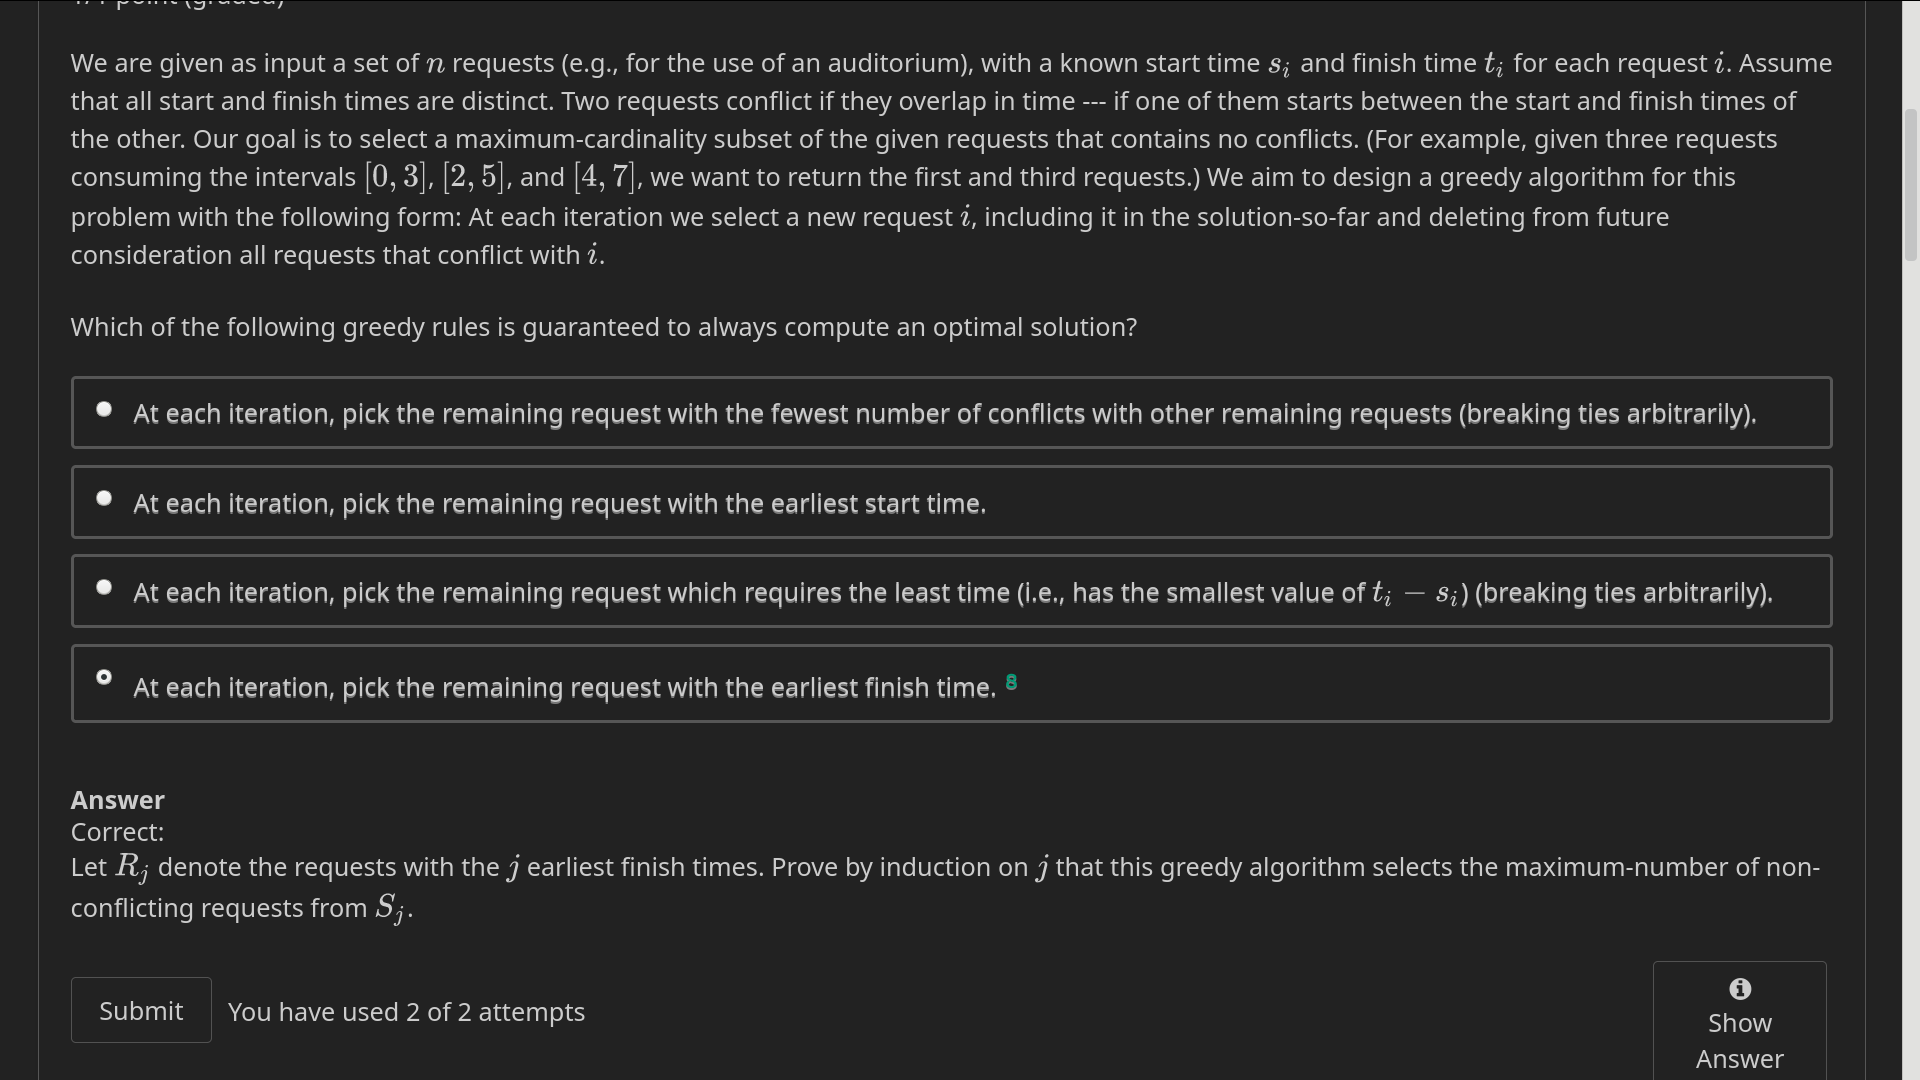 We are given as input a set of n requests (e.g., for the use of an auditorium), with a known start time s_i and finish time t_i for each request i. Assume
that all start and finish times are distinct. Two requests conflict if they overlap in time --- if one of them starts between the start and finish times of
the other. Our goal is to select a maximum-cardinality subset of the given requests that contains no conflicts. (For example, given three requests
consuming the intervals [0, 3], [2, 5], and [4, 7], we want to return the first and third requests.) We aim to design a greedy algorithm for this
problem with the following form: At each iteration we select a new request i, including it in the solution-so-far and deleting from future
consideration all requests that conflict with i.
Which of the following greedy rules is guaranteed to always compute an optimal solution?
At each iteration, pick the remaining request with the fewest number of conflicts with other remaining requests (breaking ties arbitrarily).
At each iteration, pick the remaining request with the earliest start time.
At each iteration, pick the remaining request which requires the least time (i.e., has the smallest value of t_i − s_i) (breaking ties arbitrarily).
At each iteration, pick the remaining request with the earliest finish time.
Answer
Correct:
Let R_j denote the requests with the j earliest finish times. Prove by induction on j that this greedy algorithm selects the maximum-number of non-
conflicting requests from S_j.
Submit You have used 2 of 2 attempts
Show
Answer